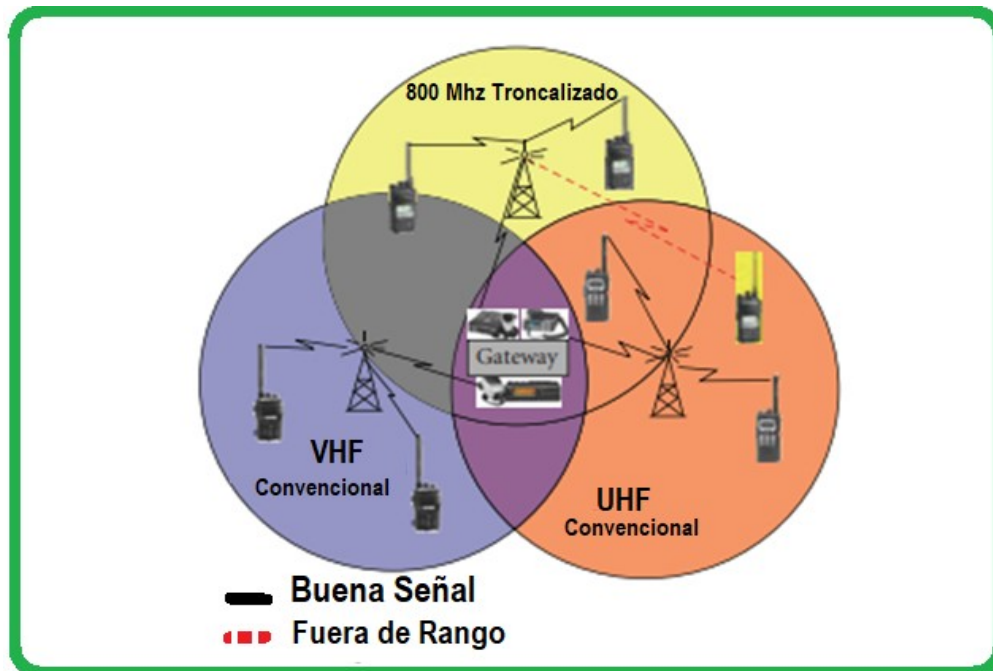 800 Mhz Troncalizado
Gateway
VHF
Convencional
UHF
Convencional
Buena Señal
Fuera de Rango